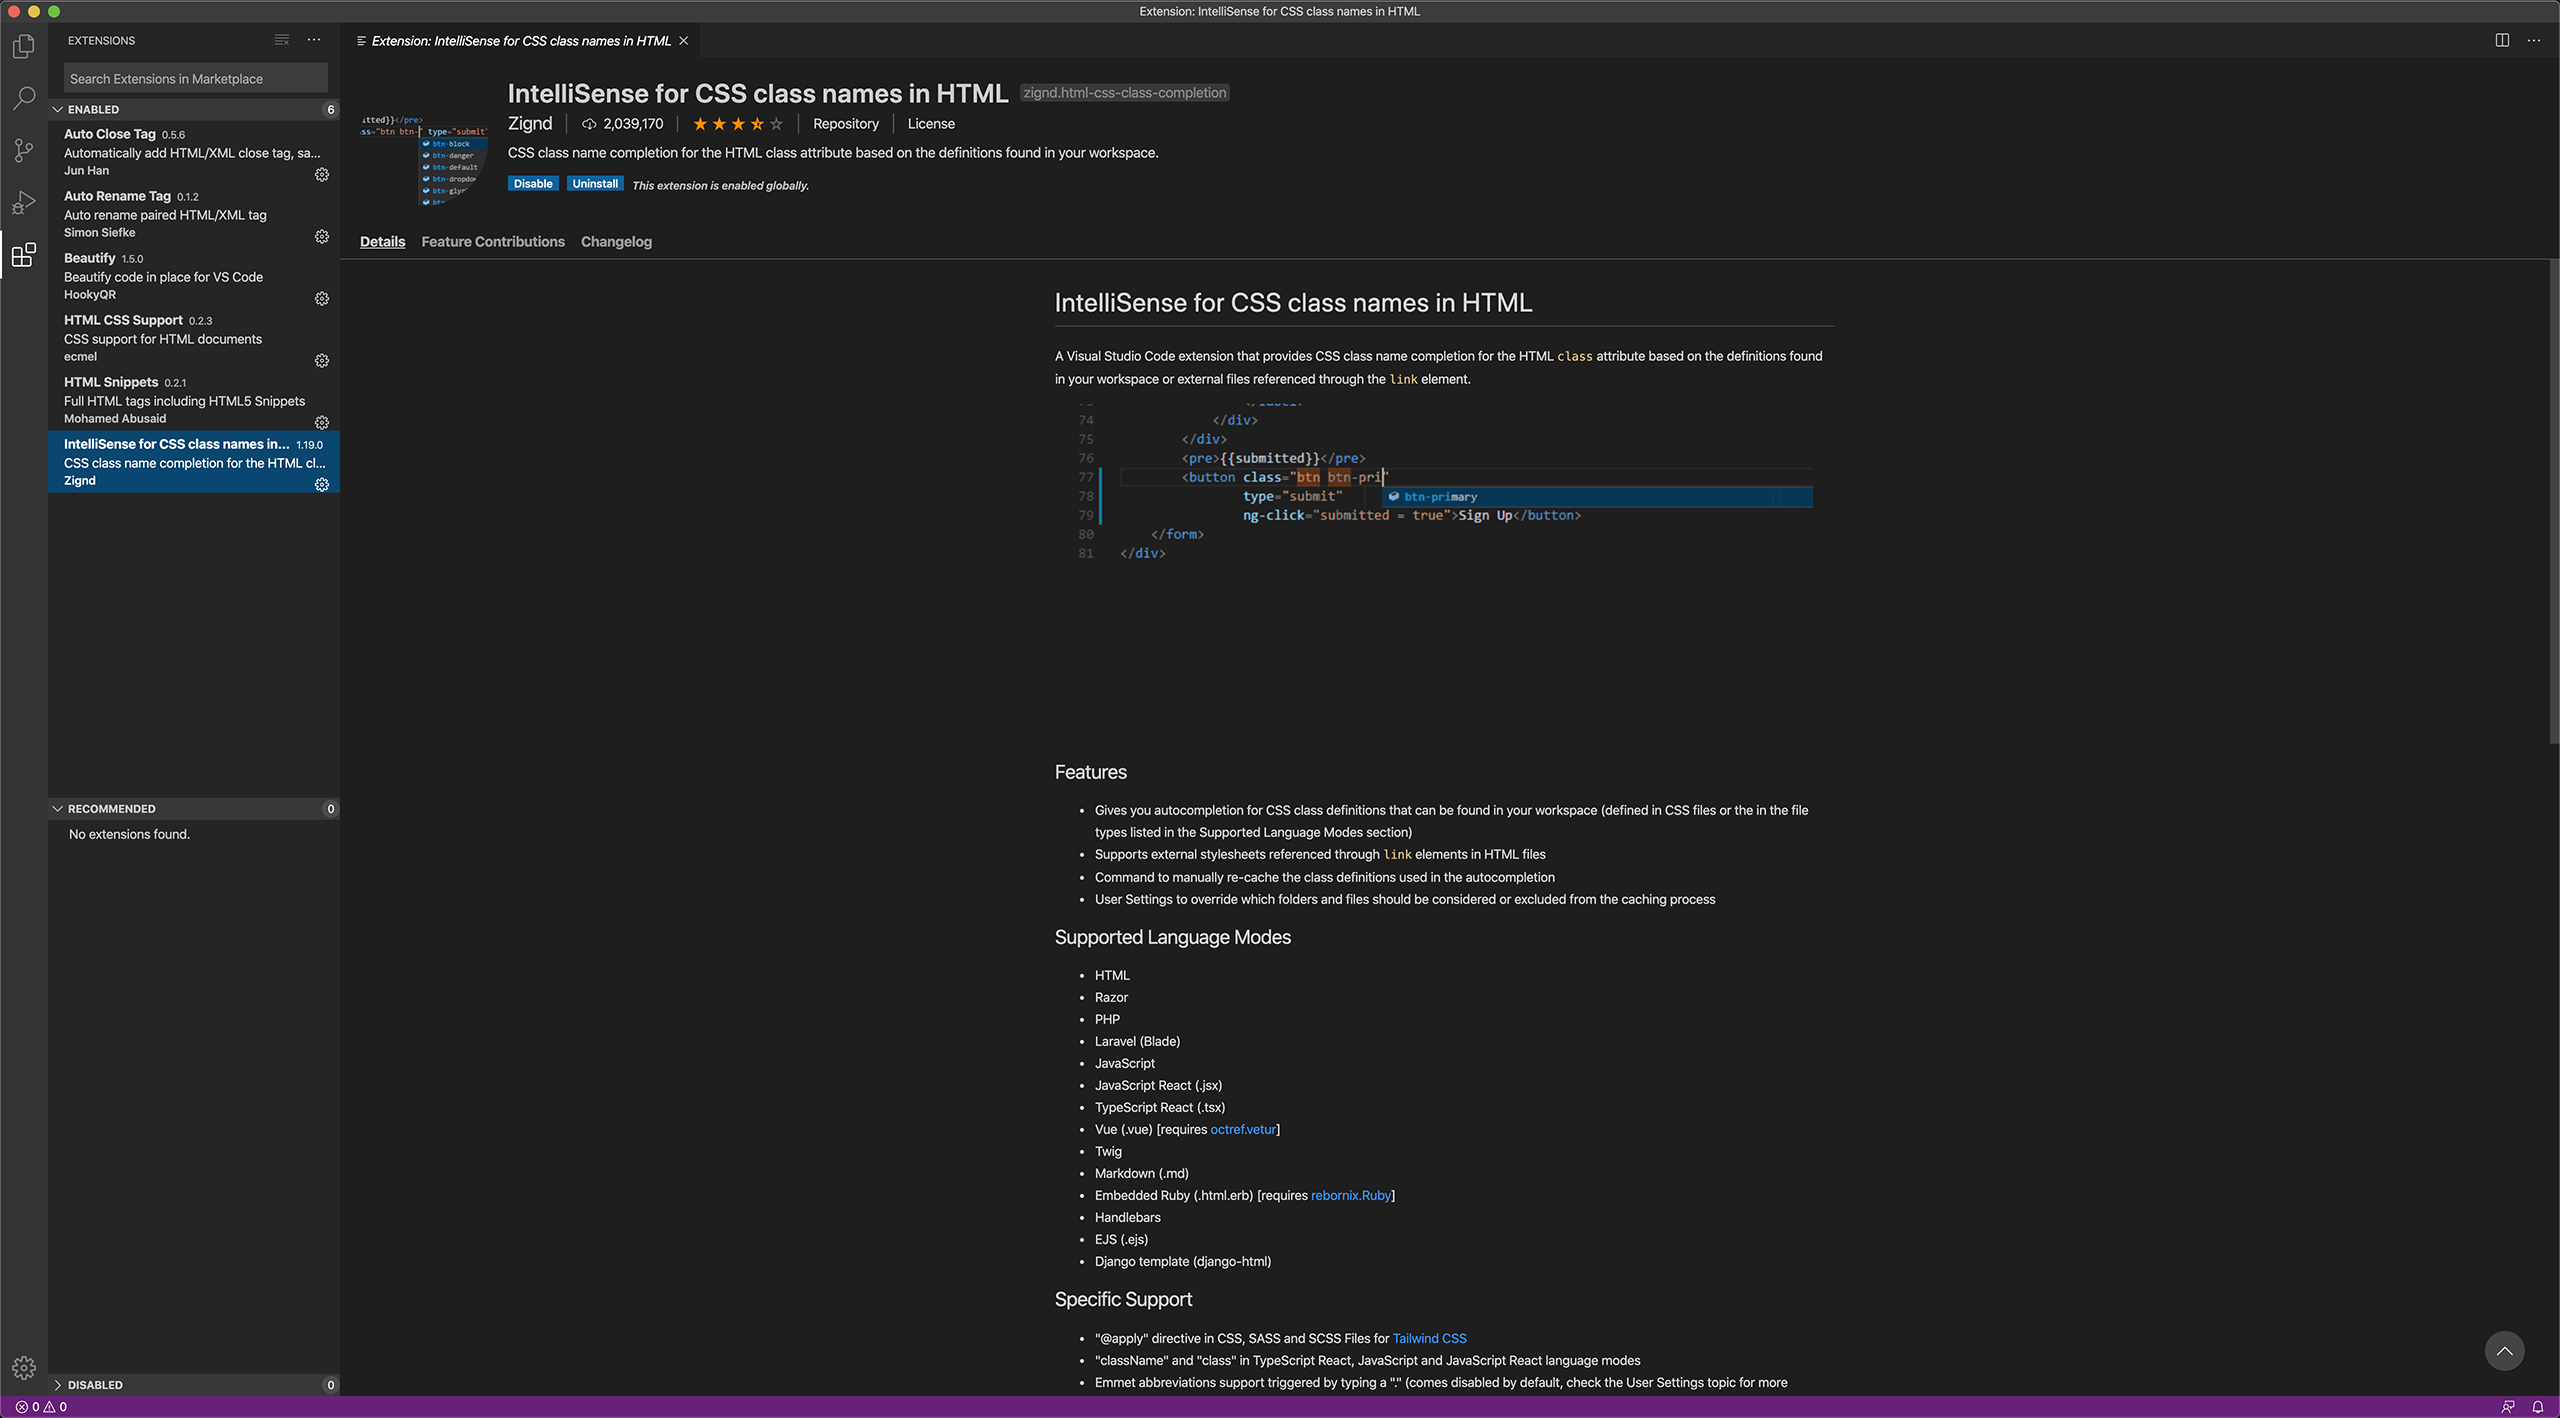 Extension: IntelliSense for CSS class names in HTML
EXTENSIONS
Search Extensions in Marketplace
ENABLED 6
Auto Close Tag 0.5.6
Automatically add HTML/XML close tag, sa...
Jun Han
Auto Rename Tag 0.1.2
Auto rename paired HTML/XML tag
Simon Siefke
Beautify 1.5.0
Beautify code in place for VS Code
HookyQR
HTML CSS Support 0.2.3
CSS support for HTML documents
ecmel
HTML Snippets 0.2.1
Full HTML tags including HTML5 Snippets
Mohamed Abusaid
IntelliSense for CSS class names in... 1.19.0
CSS class name completion for the HTML cl...
Zignd
RECOMMENDED 0
No extensions found.
DISABLED 0
Extension: IntelliSense for CSS class names in HTML
itted}}</pre>
ss="btn btn-" type="submit"
btn-block
btn-danger
btn-default
btn-dropdo
btn-gly
btn-
IntelliSense for CSS class names in HTML zignd.html-css-class-completion
Zignd 2,039,170 Repository License
CSS class name completion for the HTML class attribute based on the definitions found in your workspace.
Disable Uninstall This extension is enabled globally.
Details Feature Contributions Changelog
IntelliSense for CSS class names in HTML
A Visual Studio Code extension that provides CSS class name completion for the HTML class attribute based on the definitions found
in your workspace or external files referenced through the link element.
74 </div>
75 </div>
76 <pre>{{submitted}}</pre>
77 <button class="btn btn-pri"
78 type="submit" btn-primary
79 ng-click="submitted = true">Sign Up</button>
80 </form>
81 </div>
Features
• Gives you autocompletion for CSS class definitions that can be found in your workspace (defined in CSS files or the in the file
types listed in the Supported Language Modes section)
• Supports external stylesheets referenced through link elements in HTML files
• Command to manually re-cache the class definitions used in the autocompletion
• User Settings to override which folders and files should be considered or excluded from the caching process
Supported Language Modes
• HTML
• Razor
• PHP
• Laravel (Blade)
• JavaScript
• JavaScript React (.jsx)
• TypeScript React (.tsx)
• Vue (.vue) [requires octref.vetur]
• Twig
• Markdown (.md)
• Embedded Ruby (.html.erb) [requires rebornix.Ruby]
• Handlebars
• EJS (.ejs)
• Django template (django-html)
Specific Support
• "@apply" directive in CSS, SASS and SCSS Files for Tailwind CSS
• "className" and "class" in TypeScript React, JavaScript and JavaScript React language modes
• Emmet abbreviations support triggered by typing a "." (comes disabled by default, check the User Settings topic for more
0 0